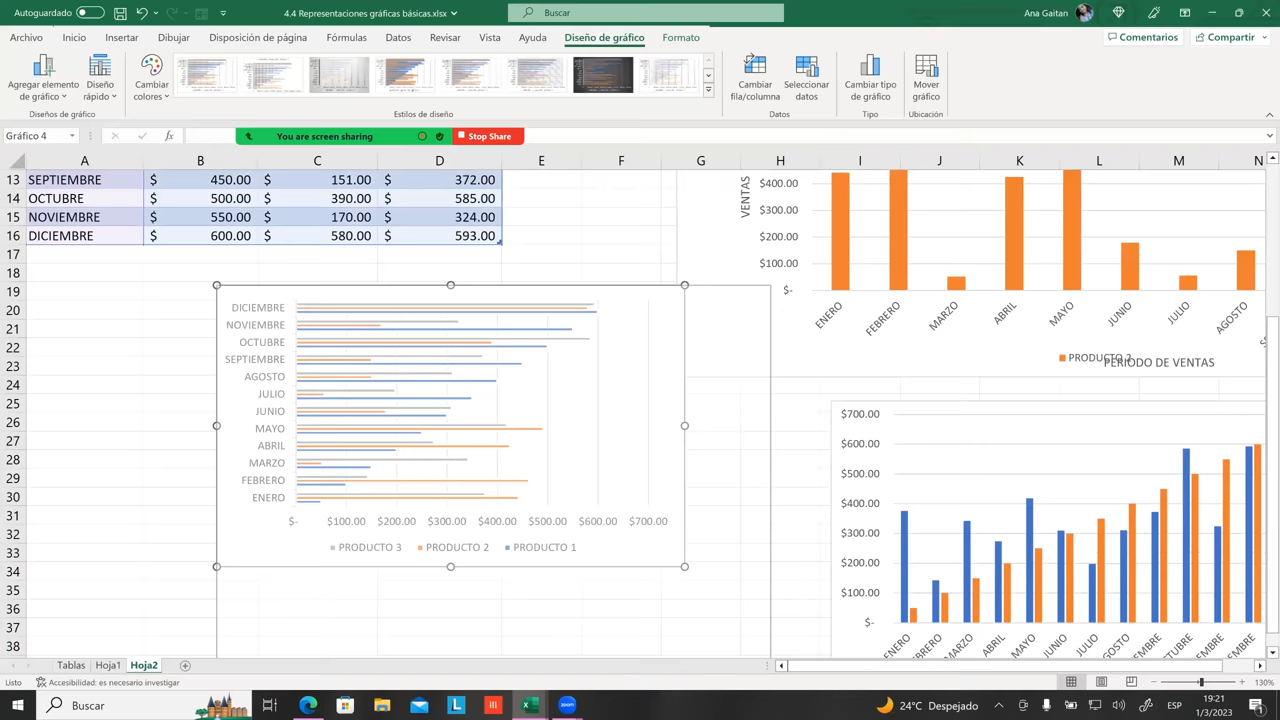 Autoguardado
4.4 Representaciones gráficas básicas.xlsx
Buscar
Ana Gaitan
Archivo Inicio Insertar Dibujar Disposición de página Fórmulas Datos Revisar Vista Ayuda Diseño de gráfico Formato
Comentarios Compartir
Agregar elemento de gráfico
Diseño rápido
Cambiar colores
Cambiar fila/columna
Seleccionar datos
Cambiar tipo de gráfico
Mover gráfico
Diseños de gráfico Estilos de diseño Datos Tipo Ubicación
Gráfico 4 fx You are screen sharing Stop Share
A B C D E F G H I J K L M N
13 SEPTIEMBRE $ 450.00 $ 151.00 $ 372.00
14 OCTUBRE $ 500.00 $ 390.00 $ 585.00
15 NOVIEMBRE $ 550.00 $ 170.00 $ 324.00
16 DICIEMBRE $ 600.00 $ 580.00 $ 593.00
17
18
19
20
21
22
23
24
25
26
27
28
29
30
31
32
33
34
35
36
37
38
DICIEMBRE
NOVIEMBRE
OCTUBRE
SEPTIEMBRE
AGOSTO
JULIO
JUNIO
MAYO
ABRIL
MARZO
FEBRERO
ENERO
$- $100.00 $200.00 $300.00 $400.00 $500.00 $600.00 $700.00
PRODUCTO 3 PRODUCTO 2 PRODUCTO 1
VENTAS
$400.00
$300.00
$200.00
$100.00
$-
ENERO FEBRERO MARZO ABRIL MAYO JUNIO JULIO AGOSTO
PRODUCTO 2
PERIODO DE VENTAS
$700.00
$600.00
$500.00
$400.00
$300.00
$200.00
$100.00
$-
ENERO
MARZO ABRIL MAYO JUNIO JULIO
Tablas Hoja1 Hoja2
Listo Accesibilidad: es necesario investigar 130%
Buscar
24°C Despejado ESP
19:21
1/3/2023